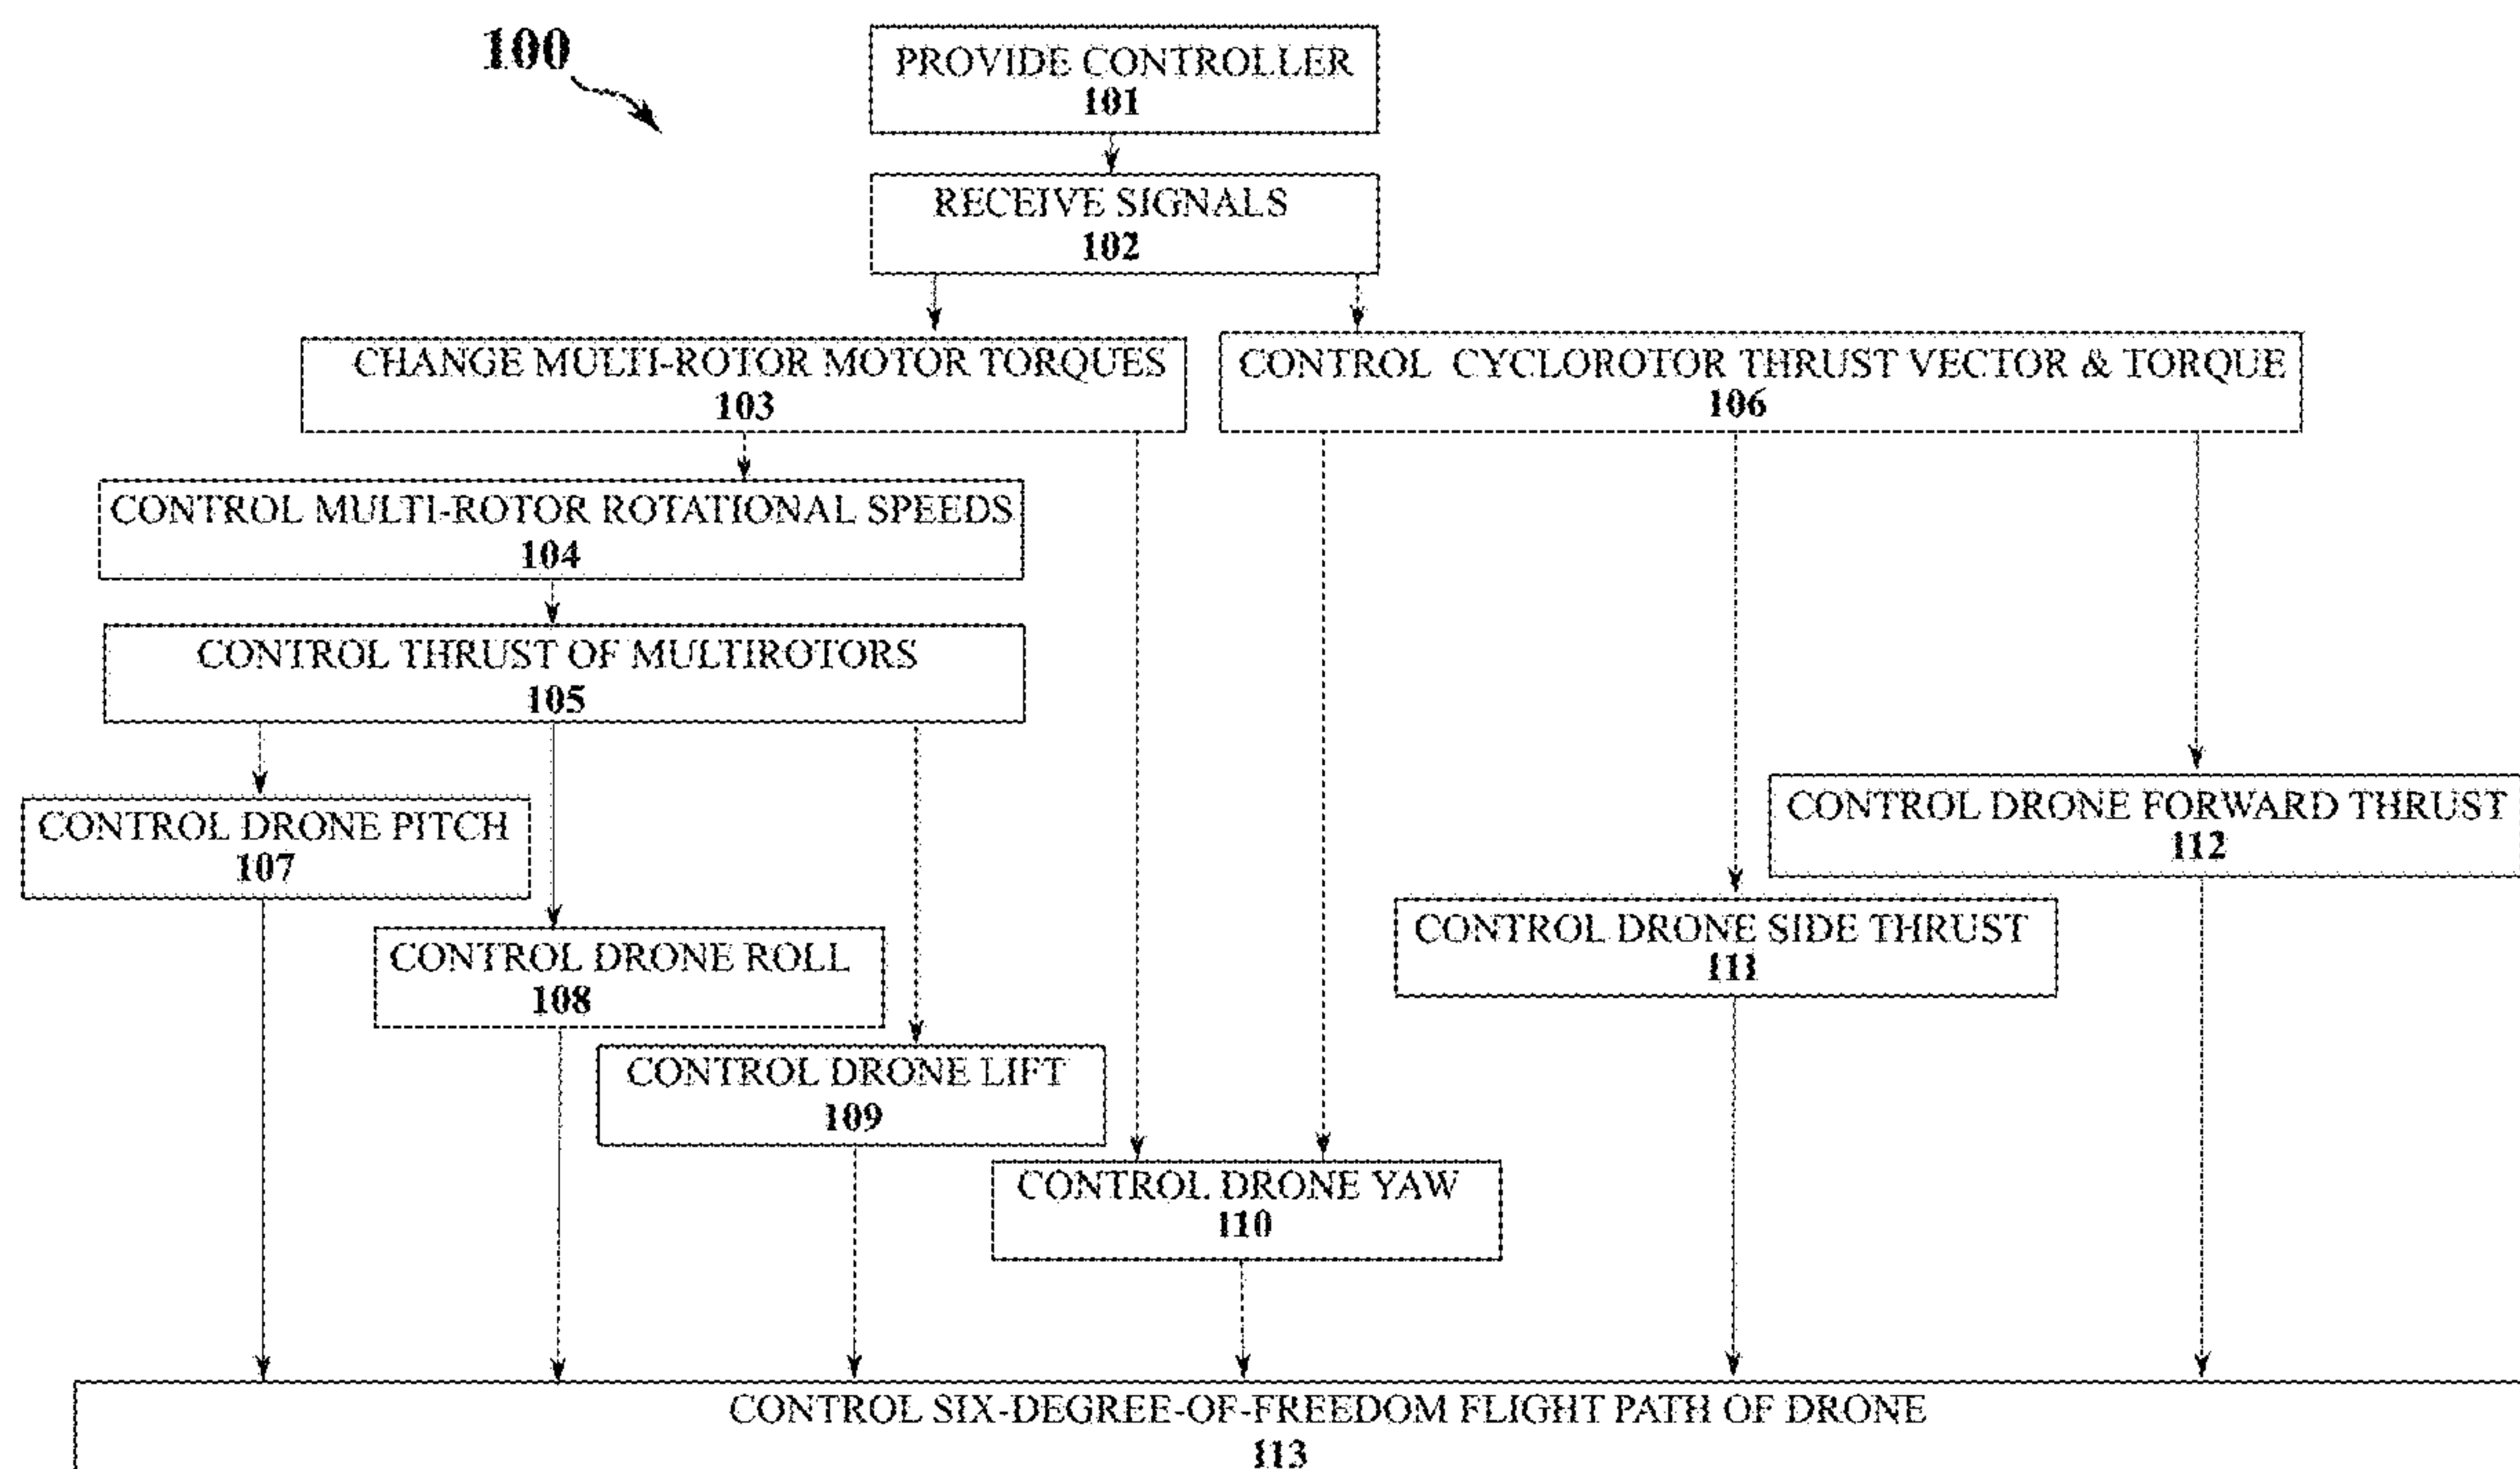 100
PROVIDE CONTROLLER
101
RECEIVE SIGNALS
102
CHANGE MULTI-ROTOR MOTOR TORQUES
103
CONTROL CYCLOROTOR THRUST VECTOR & TORQUE
106
CONTROL MULTI-ROTOR ROTATIONAL SPEEDS
104
CONTROL THRUST OF MULTIROTORS
105
CONTROL DRONE PITCH
107
CONTROL DRONE FORWARD THRUST
112
CONTROL DRONE ROLL
108
CONTROL DRONE SIDE THRUST
111
CONTROL DRONE LIFT
109
CONTROL DRONE YAW
110
CONTROL SIX-DEGREE-OF-FREEDOM FLIGHT PATH OF DRONE
113